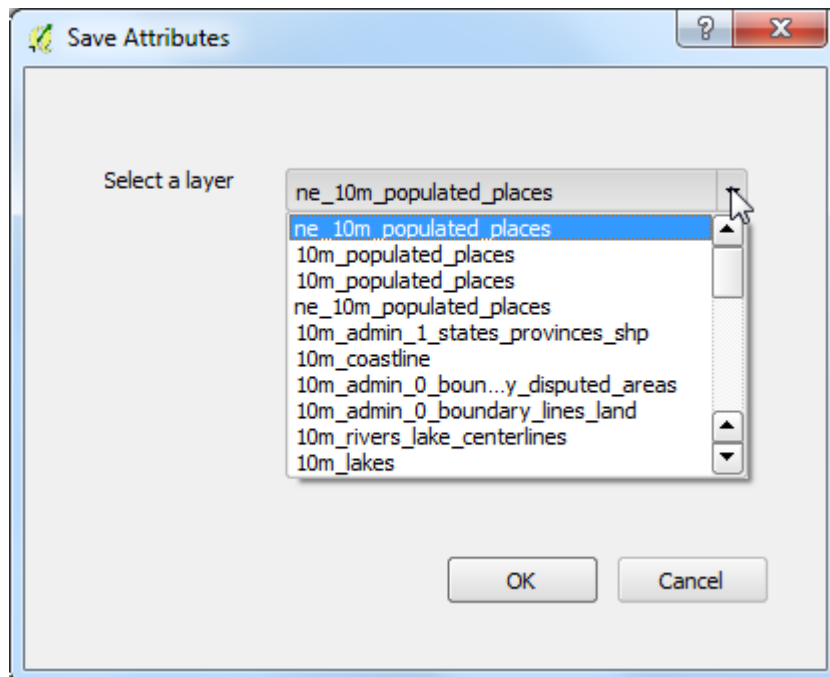 Save Attributes
Select a layer
ne_10m_populated_places
ne_10m_populated_places
10m_populated_places
10m_populated_places
ne_10m_populated_places
10m_admin_1_states_provinces_shp
10m_coastline
10m_admin_0_boun...y_disputed_areas
10m_admin_0_boundary_lines_land
10m_rivers_lake_centerlines
10m_lakes
OK
Cancel